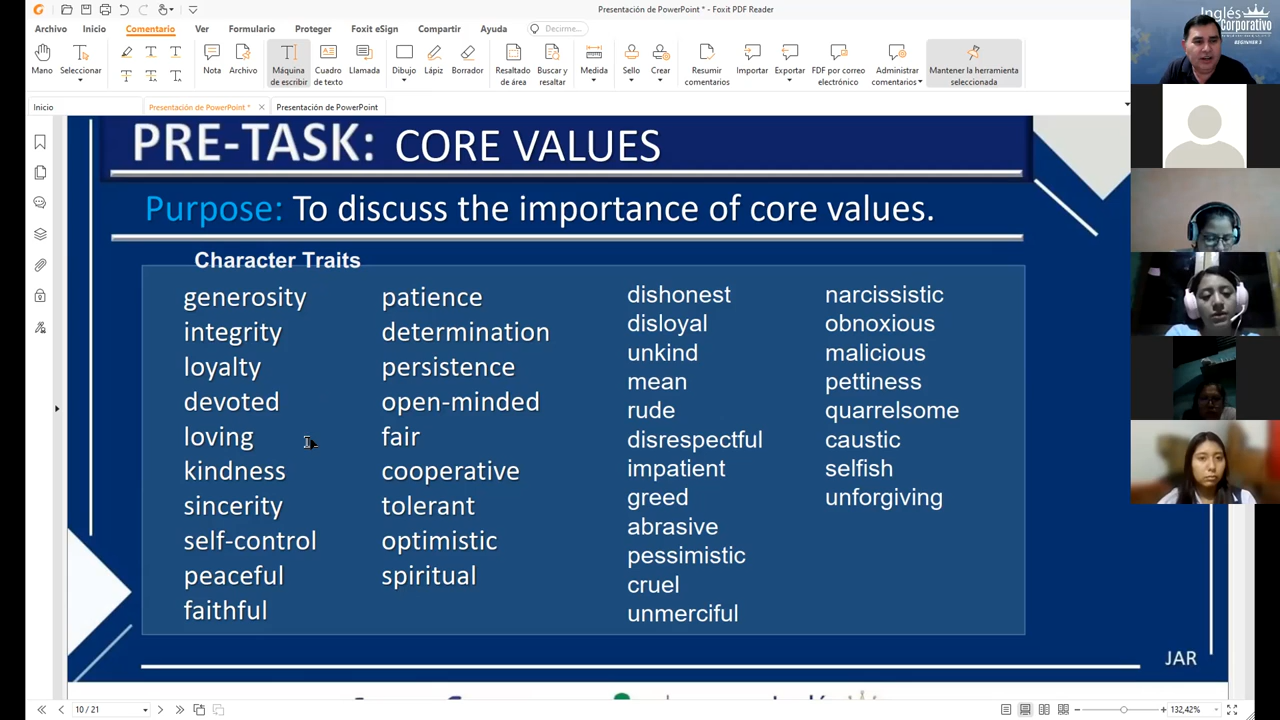 Presentación de PowerPoint * - Foxit PDF Reader
Archivo Inicio Comentario Ver Formulario Proteger Foxit eSign Compartir Ayuda Decirme...
Mano
Seleccionar
Nota
Archivo
Máquina de escribir
Cuadro de texto
Llamada
Dibujo
Lápiz
Borrador
Resaltado de área
Buscar y resaltar
Medida
Sello
Crear
Resumir comentarios
Importar
Exportar
PDF por correo electrónico
Administrar comentarios
Mantener la herramienta seleccionada
Inicio
Presentación de PowerPoint *
Presentación de PowerPoint
PRE-TASK: CORE VALUES
Purpose: To discuss the importance of core values.
Character Traits
generosity
integrity
loyalty
devoted
loving
kindness
sincerity
self-control
peaceful
faithful
patience
determination
persistence
open-minded
fair
cooperative
tolerant
optimistic
spiritual
dishonest
disloyal
unkind
mean
rude
disrespectful
impatient
greed
abrasive
pessimistic
cruel
unmerciful
narcissistic
obnoxious
malicious
pettiness
quarrelsome
caustic
selfish
unforgiving
JAR
10 / 21
132,42%
Inglés
Corporativo
BEGINNER 2